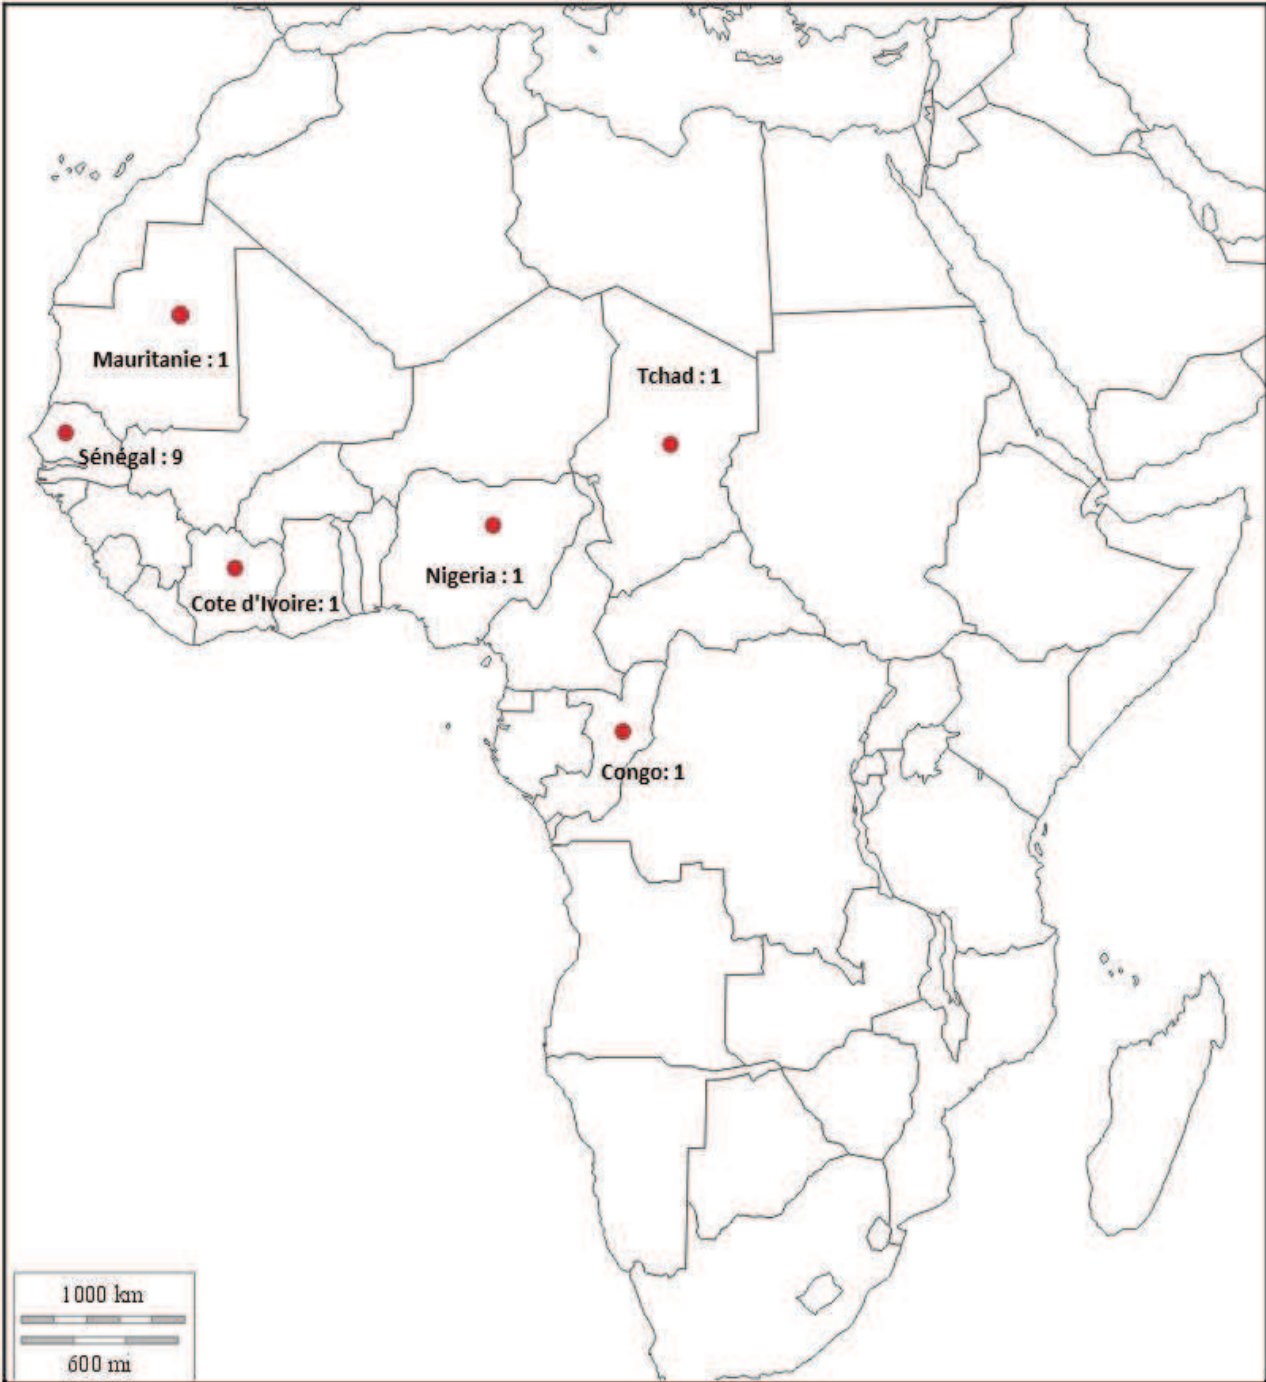 Mauritanie : 1
Tchad : 1
Sénégal : 9
Nigeria : 1
Cote d'Ivoire: 1
Congo: 1
1000 km
600 mi